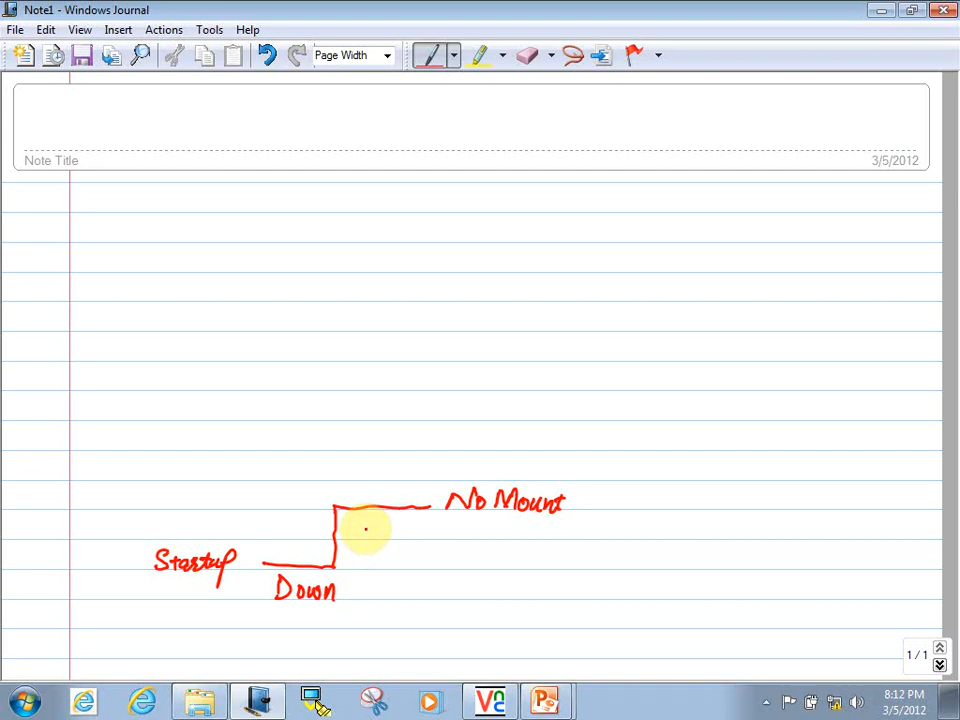 Note1 - Windows Journal
File Edit View Insert Actions Tools Help
Page Width
Note Title 3/5/2012
No Mount
Startup
Down
1 / 1
8:12 PM
3/5/2012